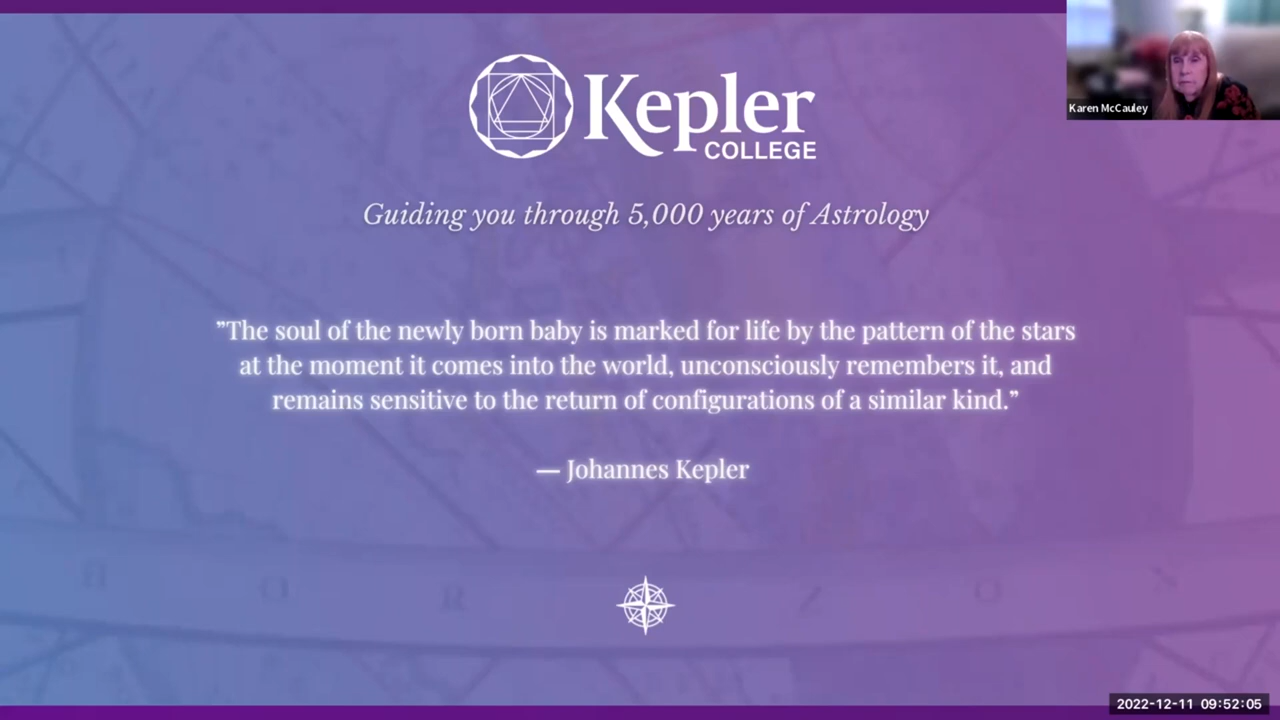 Kepler
COLLEGE
Karen McCauley
Guiding you through 5,000 years of Astrology
”The soul of the newly born baby is marked for life by the pattern of the stars
at the moment it comes into the world, unconsciously remembers it, and
remains sensitive to the return of configurations of a similar kind.”
— Johannes Kepler
H O R I Z O N
2022-12-11 09:52:05